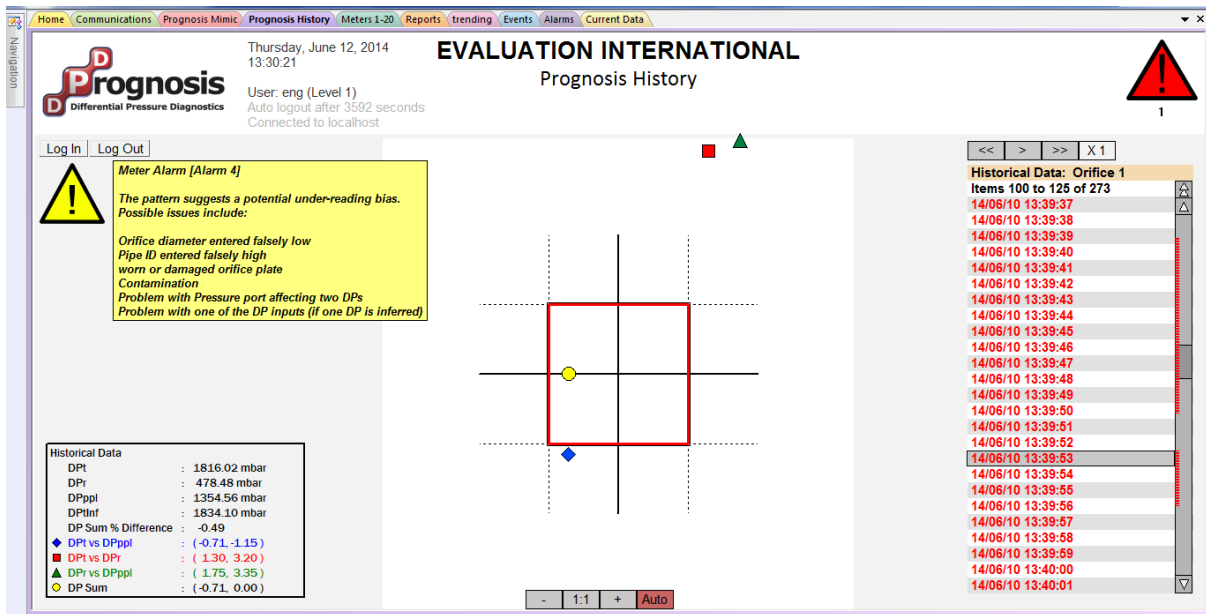 Home Communications Prognosis Mimic Prognosis History Meters 1-20 Reports trending Events Alarms Current Data
Navigation
D
D
Prognosis
D
Differential Pressure Diagnostics
Thursday, June 12, 2014
13:30:21
User: eng (Level 1)
Auto logout after 3592 seconds
Connected to localhost
EVALUATION INTERNATIONAL
Prognosis History
!
1
Log In Log Out
!
Meter Alarm [Alarm 4]
The pattern suggests a potential under-reading bias.
Possible issues include:
Orifice diameter entered falsely low
Pipe ID entered falsely high
worn or damaged orifice plate
Contamination
Problem with Pressure port affecting two DPs
Problem with one of the DP inputs (if one DP is inferred)
Historical Data
DPt : 1816.02 mbar
DPr : 478.48 mbar
DPppl : 1354.56 mbar
DPtInf : 1834.10 mbar
DP Sum % Difference : -0.49
DPt vs DPppl : (-0.71,-1.15 )
DPt vs DPr : ( 1.30, 3.20 )
DPr vs DPppl : ( 1.75, 3.35 )
DP Sum : (-0.71, 0.00 )
- 1:1 + Auto
<< > >> X 1
Historical Data: Orifice 1
Items 100 to 125 of 273
14/06/10 13:39:37
14/06/10 13:39:38
14/06/10 13:39:39
14/06/10 13:39:40
14/06/10 13:39:41
14/06/10 13:39:42
14/06/10 13:39:43
14/06/10 13:39:44
14/06/10 13:39:45
14/06/10 13:39:46
14/06/10 13:39:47
14/06/10 13:39:48
14/06/10 13:39:49
14/06/10 13:39:50
14/06/10 13:39:51
14/06/10 13:39:52
14/06/10 13:39:53
14/06/10 13:39:54
14/06/10 13:39:55
14/06/10 13:39:56
14/06/10 13:39:57
14/06/10 13:39:58
14/06/10 13:39:59
14/06/10 13:40:00
14/06/10 13:40:01